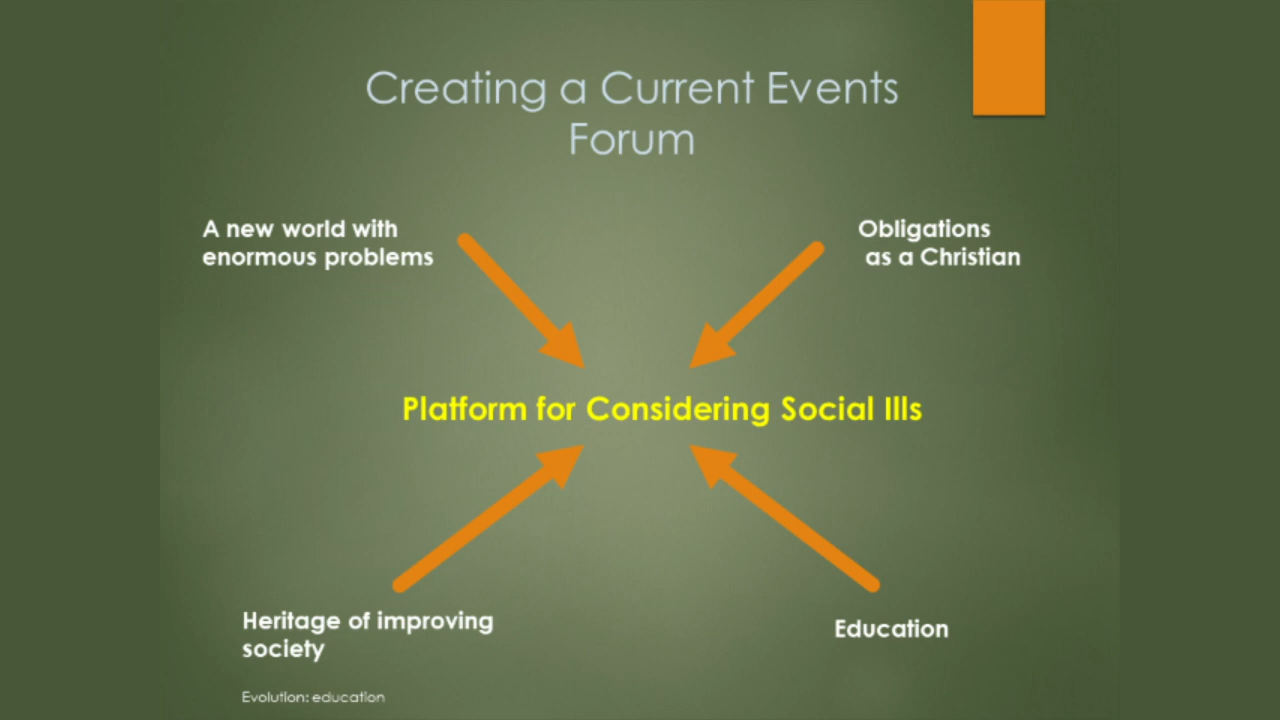 Creating a Current Events
Forum
A new world with
enormous problems
Obligations
as a Christian
Platform for Considering Social Ills
Heritage of improving
society
Education
Evolution: education